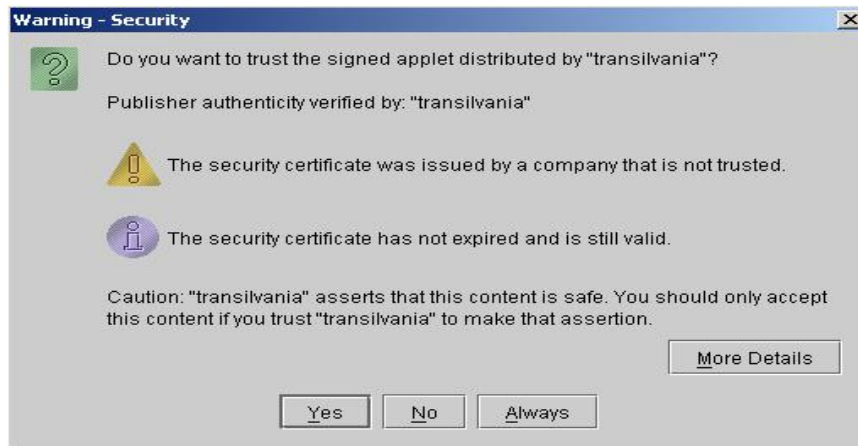 Warning - Security
Do you want to trust the signed applet distributed by "transilvania"?
Publisher authenticity verified by: "transilvania"
The security certificate was issued by a company that is not trusted.
The security certificate has not expired and is still valid.
Caution: "transilvania" asserts that this content is safe. You should only accept
this content if you trust "transilvania" to make that assertion.
More Details
Yes No Always